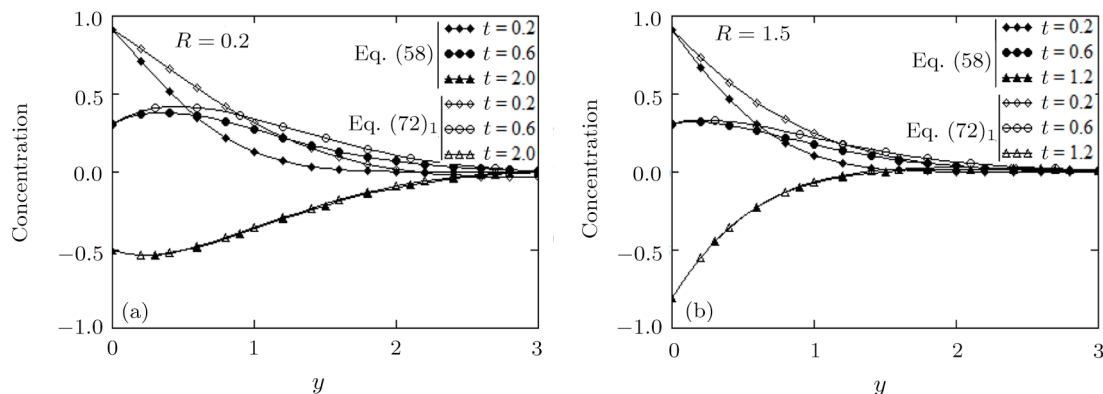 1.0
0.5
0.0
−0.5
−1.0
Concentration
R = 0.2
Eq. (58)
t = 0.2
t = 0.6
t = 2.0
Eq. (72)₁
t = 0.2
t = 0.6
t = 2.0
(a)
0 1 2 3
y
1.0
0.5
0.0
−0.5
−1.0
Concentration
R = 1.5
Eq. (58)
t = 0.2
t = 0.6
t = 1.2
Eq. (72)₁
t = 0.2
t = 0.6
t = 1.2
(b)
0 1 2 3
y